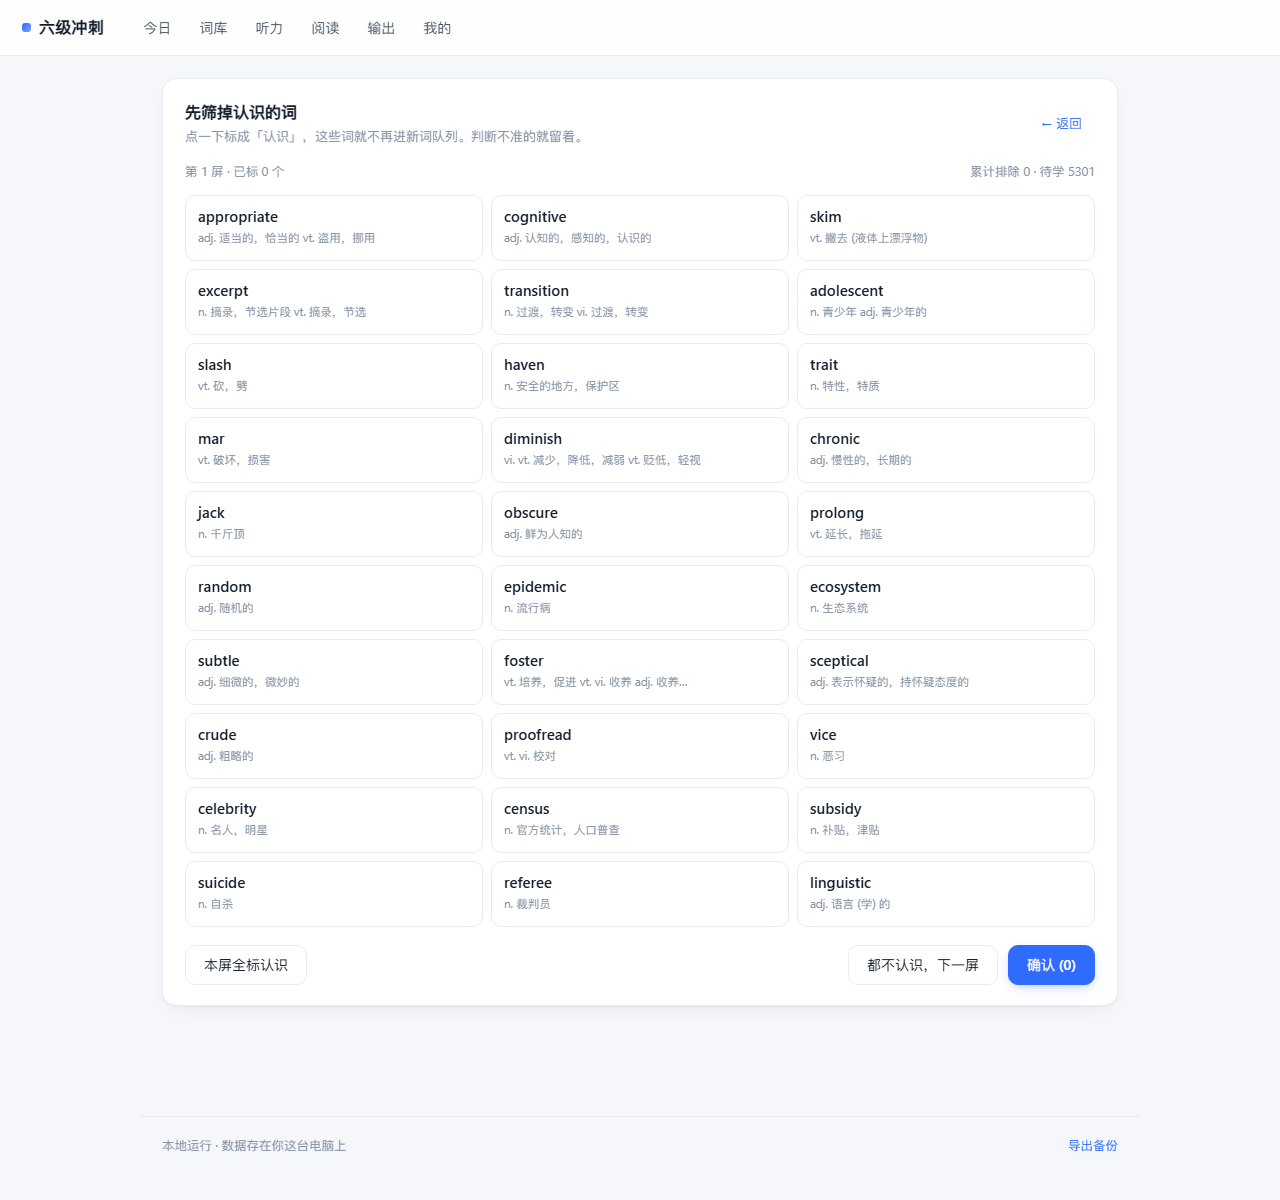 六级冲刺 今日 词库 听力 阅读 输出 我的
先筛掉认识的词
点一下标成「认识」，这些词就不再进新词队列。判断不准的就留着。
← 返回
第 1 屏 · 已标 0 个 累计排除 0 · 待学 5301
appropriate cognitive skim
adj. 适当的，恰当的 vt. 盗用，挪用 adj. 认知的，感知的，认识的 vt. 撇去 (液体上漂浮物)
excerpt transition adolescent
n. 摘录，节选片段 vt. 摘录，节选 n. 过渡，转变 vi. 过渡，转变 n. 青少年 adj. 青少年的
slash haven trait
vt. 砍，劈 n. 安全的地方，保护区 n. 特性，特质
mar diminish chronic
vt. 破坏，损害 vi. vt. 减少，降低，减弱 vt. 贬低，轻视 adj. 慢性的，长期的
jack obscure prolong
n. 千斤顶 adj. 鲜为人知的 vt. 延长，拖延
random epidemic ecosystem
adj. 随机的 n. 流行病 n. 生态系统
subtle foster sceptical
adj. 细微的，微妙的 vt. 培养，促进 vt. vi. 收养 adj. 收养... adj. 表示怀疑的，持怀疑态度的
crude proofread vice
adj. 粗略的 vt. vi. 校对 n. 恶习
celebrity census subsidy
n. 名人，明星 n. 官方统计，人口普查 n. 补贴，津贴
suicide referee linguistic
n. 自杀 n. 裁判员 adj. 语言 (学) 的
本屏全标认识 都不认识，下一屏 确认 (0)
本地运行 · 数据存在你这台电脑上 导出备份